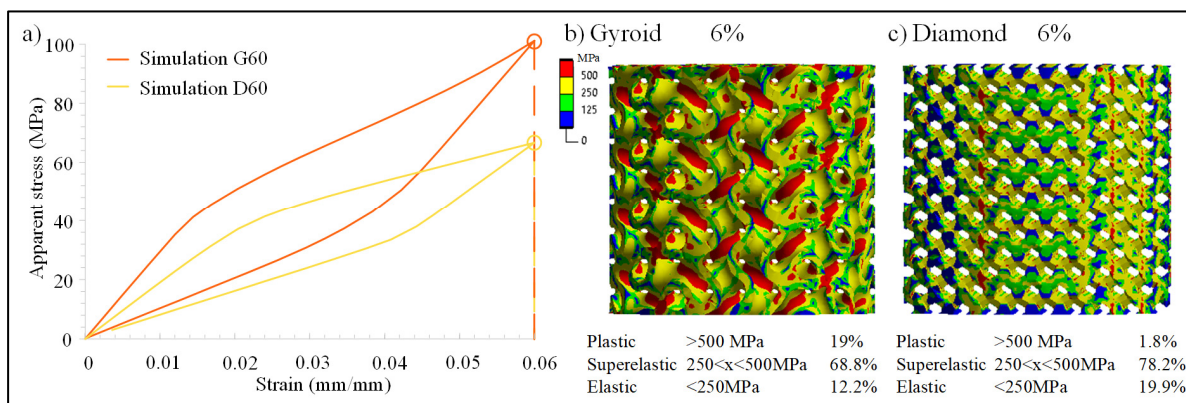 a)
Simulation G60
Simulation D60
Apparent stress (MPa)
100
80
60
40
20
0
0 0.01 0.02 0.03 0.04 0.05 0.06
Strain (mm/mm)
b) Gyroid 6%
MPa
500
250
125
0
Plastic >500 MPa 19%
Superelastic 250<x<500MPa 68.8%
Elastic <250MPa 12.2%
c) Diamond 6%
Plastic >500 MPa 1.8%
Superelastic 250<x<500MPa 78.2%
Elastic <250MPa 19.9%